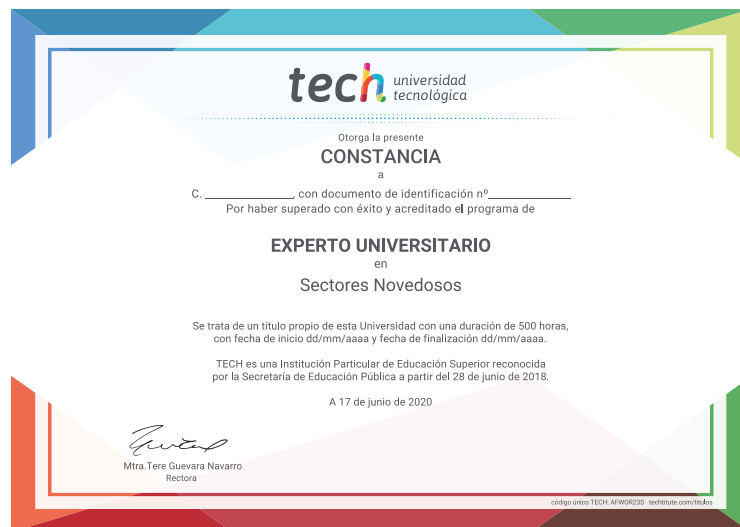 tech universidad
tecnológica
Otorga la presente
CONSTANCIA
a
C. ______________, con documento de identificación nº_____________
Por haber superado con éxito y acreditado el programa de
EXPERTO UNIVERSITARIO
en
Sectores Novedosos
Se trata de un título propio de esta Universidad con una duración de 500 horas,
con fecha de inicio dd/mm/aaaa y fecha de finalización dd/mm/aaaa.
TECH es una Institución Particular de Educación Superior reconocida
por la Secretaría de Educación Pública a partir del 28 de junio de 2018.
A 17 de junio de 2020
Mtra.Tere Guevara Navarro
Rectora
código único TECH: AFWOR23S techtitute.com/titulos